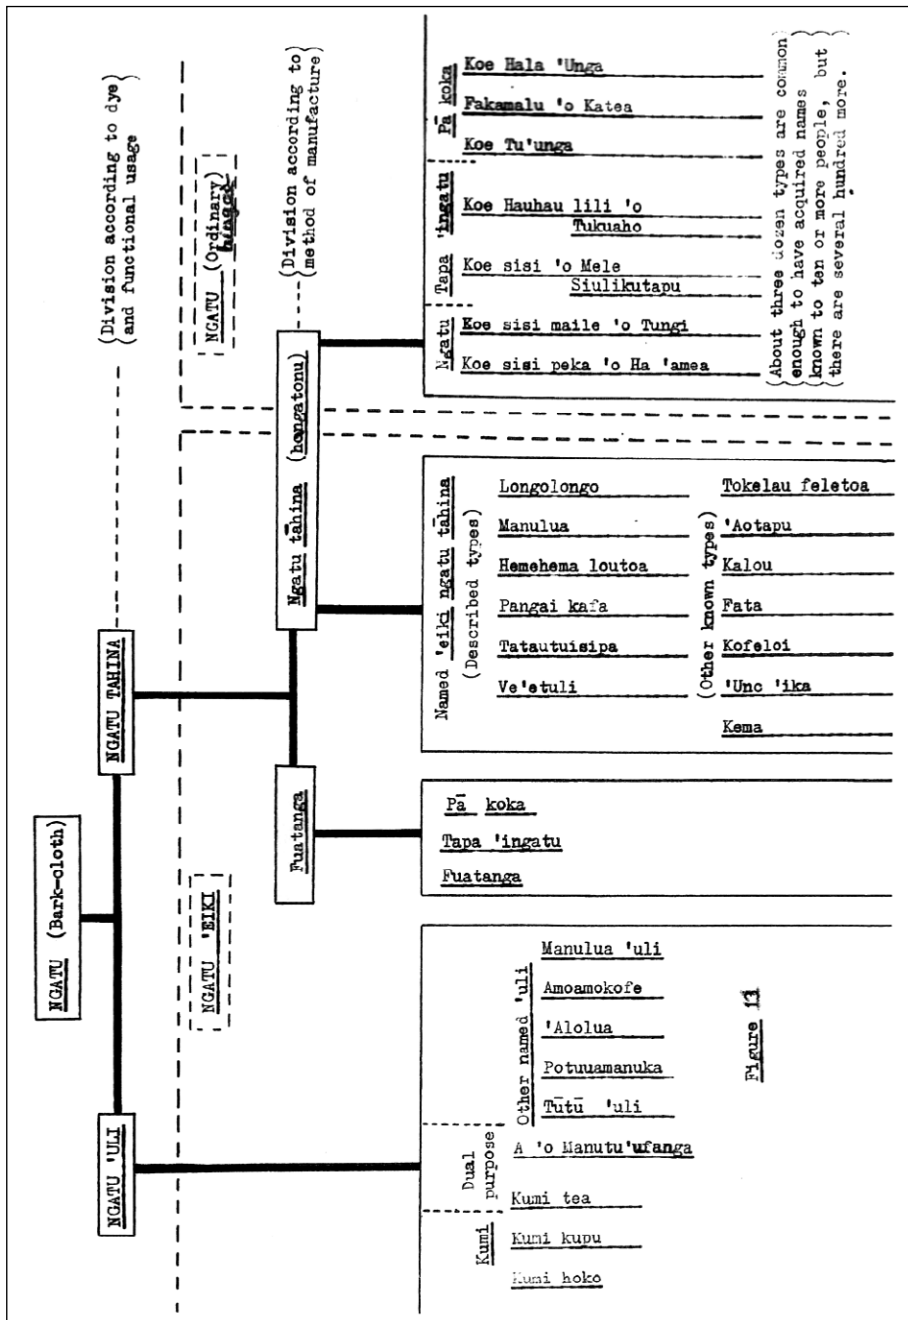 NGATU (Bark-cloth)
NGATU 'ULI
NGATU TAHINA
(Division according to dye)
(and functional usage)
NGATU 'EIKI
NGATU (Ordinary)
Fuatanga
Ngatu tāhina (hongatonu)
(Division according to)
(method of manufacture)
Kumi
Kumi hoko
Kumi kupu
Dual
purpose
Kumi tea
A 'o Manutu'ufanga
Other named 'uli
Tūtū 'uli
Potuuamanuka
'Alolua
Amoamokofe
Manulua 'uli
Fuatanga
Tapa 'ingatu
Pā koka
Named 'eiki ngatu tāhina
(Described types)
Ve'etuli
Tatautuisipa
Pangai kafa
Hemehema loutoa
Manulua
Longolongo
(Other known types)
Kema
'Unc 'ika
Kofeloi
Fata
Kalou
'Aotapu
Tokelau feletoa
Ngatu
Koe sisi peka 'o Ha 'amea
Koe sisi maile 'o Tungi
Tapa 'ingatu
Koe sisi 'o Mele
Siulikutapu
Koe Hauhau lili 'o
Tukuaho
Pā koka
Koe Tu'unga
Fakamalu 'o Katea
Koe Hala 'Unga
(About three dozen types are common)
(enough to have acquired names)
(known to ten or more people, but)
(there are several hundred more.)
Figure 13